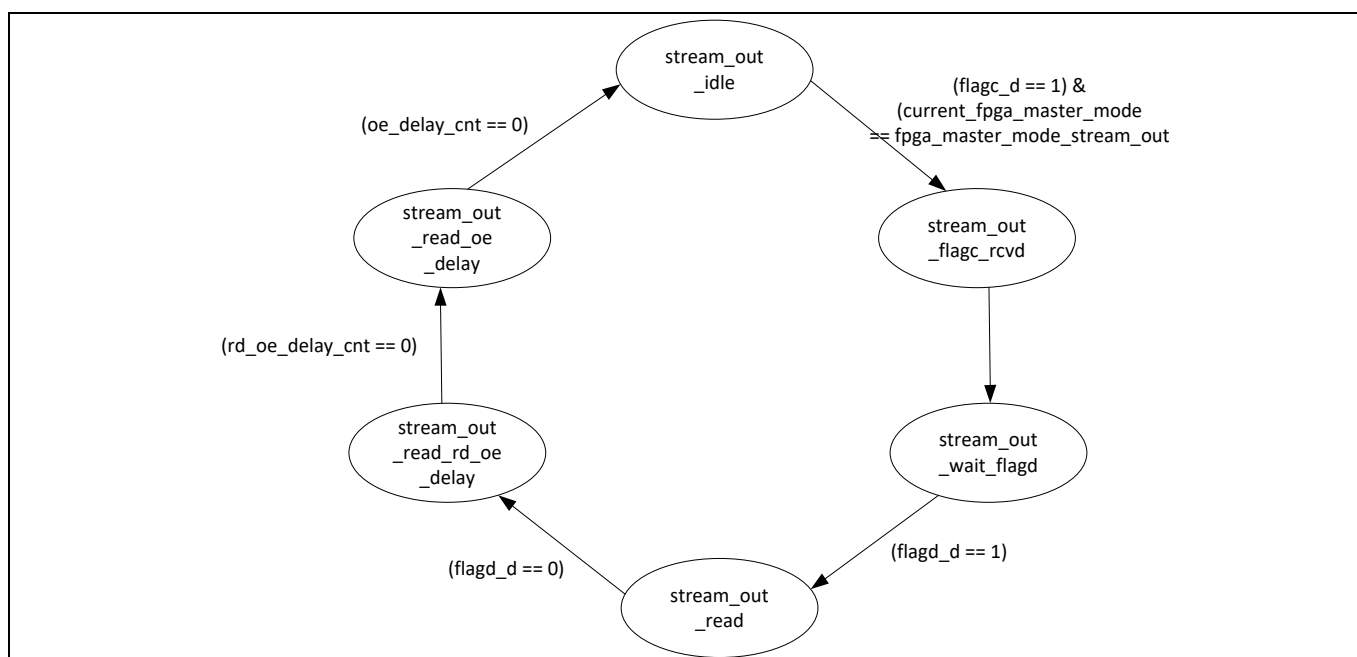 stream_out
_idle
(flagc_d == 1) &
(current_fpga_master_mode
== fpga_master_mode_stream_out
(oe_delay_cnt == 0)
stream_out
_read_oe
_delay
stream_out
_flagc_rcvd
(rd_oe_delay_cnt == 0)
stream_out
_read_rd_oe
_delay
stream_out
_wait_flagd
(flagd_d == 0)
(flagd_d == 1)
stream_out
_read